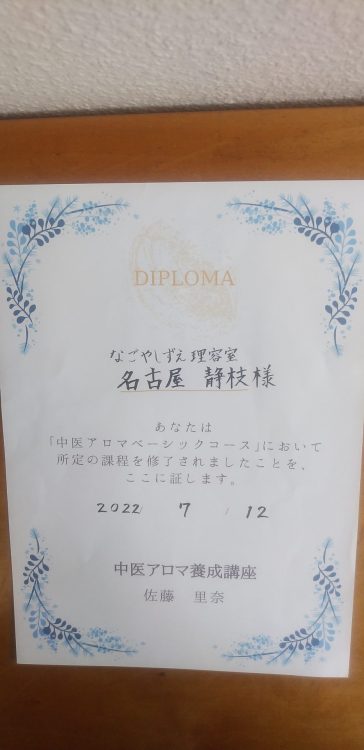 DIPLOMA
なごやしずえ理容室
名古屋 静枝様
あなたは
「中医アロマベーシックコース」において
所定の課程を修了されましたことを、
ここに証します。
2022 / 7 / 12
中医アロマ養成講座
佐藤 里奈